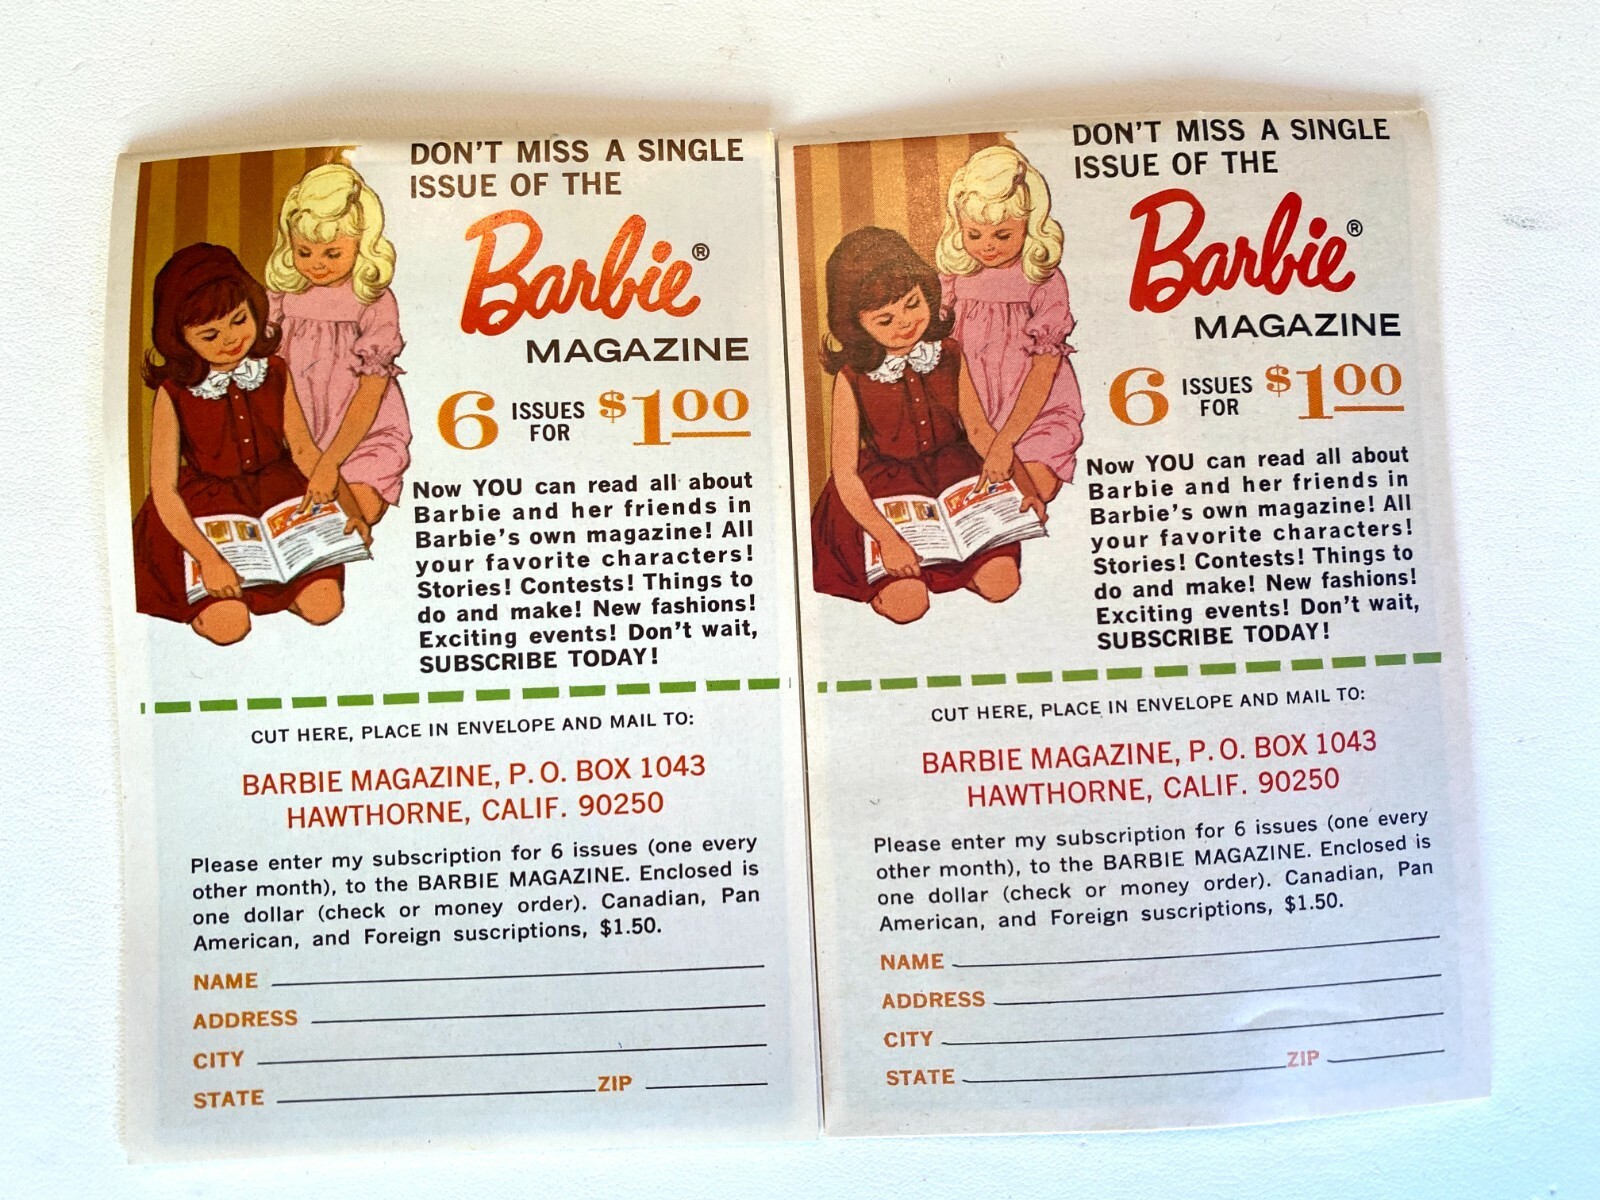 DON'T MISS A SINGLE
ISSUE OF THE
Barbie®
MAGAZINE
6 ISSUES FOR $1.00
Now YOU can read all about
Barbie and her friends in
Barbie's own magazine! All
your favorite characters!
Stories! Contests! Things to
do and make! New fashions!
Exciting events! Don't wait,
SUBSCRIBE TODAY!
CUT HERE, PLACE IN ENVELOPE AND MAIL TO:
BARBIE MAGAZINE, P. O. BOX 1043
HAWTHORNE, CALIF. 90250
Please enter my subscription for 6 issues (one every
other month), to the BARBIE MAGAZINE. Enclosed is
one dollar (check or money order). Canadian, Pan
American, and Foreign suscriptions, $1.50.
NAME
ADDRESS
CITY
STATE ZIP
DON'T MISS A SINGLE
ISSUE OF THE
Barbie®
MAGAZINE
6 ISSUES FOR $1.00
Now YOU can read all about
Barbie and her friends in
Barbie's own magazine! All
your favorite characters!
Stories! Contests! Things to
do and make! New fashions!
Exciting events! Don't wait,
SUBSCRIBE TODAY!
CUT HERE, PLACE IN ENVELOPE AND MAIL TO:
BARBIE MAGAZINE, P. O. BOX 1043
HAWTHORNE, CALIF. 90250
Please enter my subscription for 6 issues (one every
other month), to the BARBIE MAGAZINE. Enclosed is
one dollar (check or money order). Canadian, Pan
American, and Foreign suscriptions, $1.50.
NAME
ADDRESS
CITY
STATE ZIP